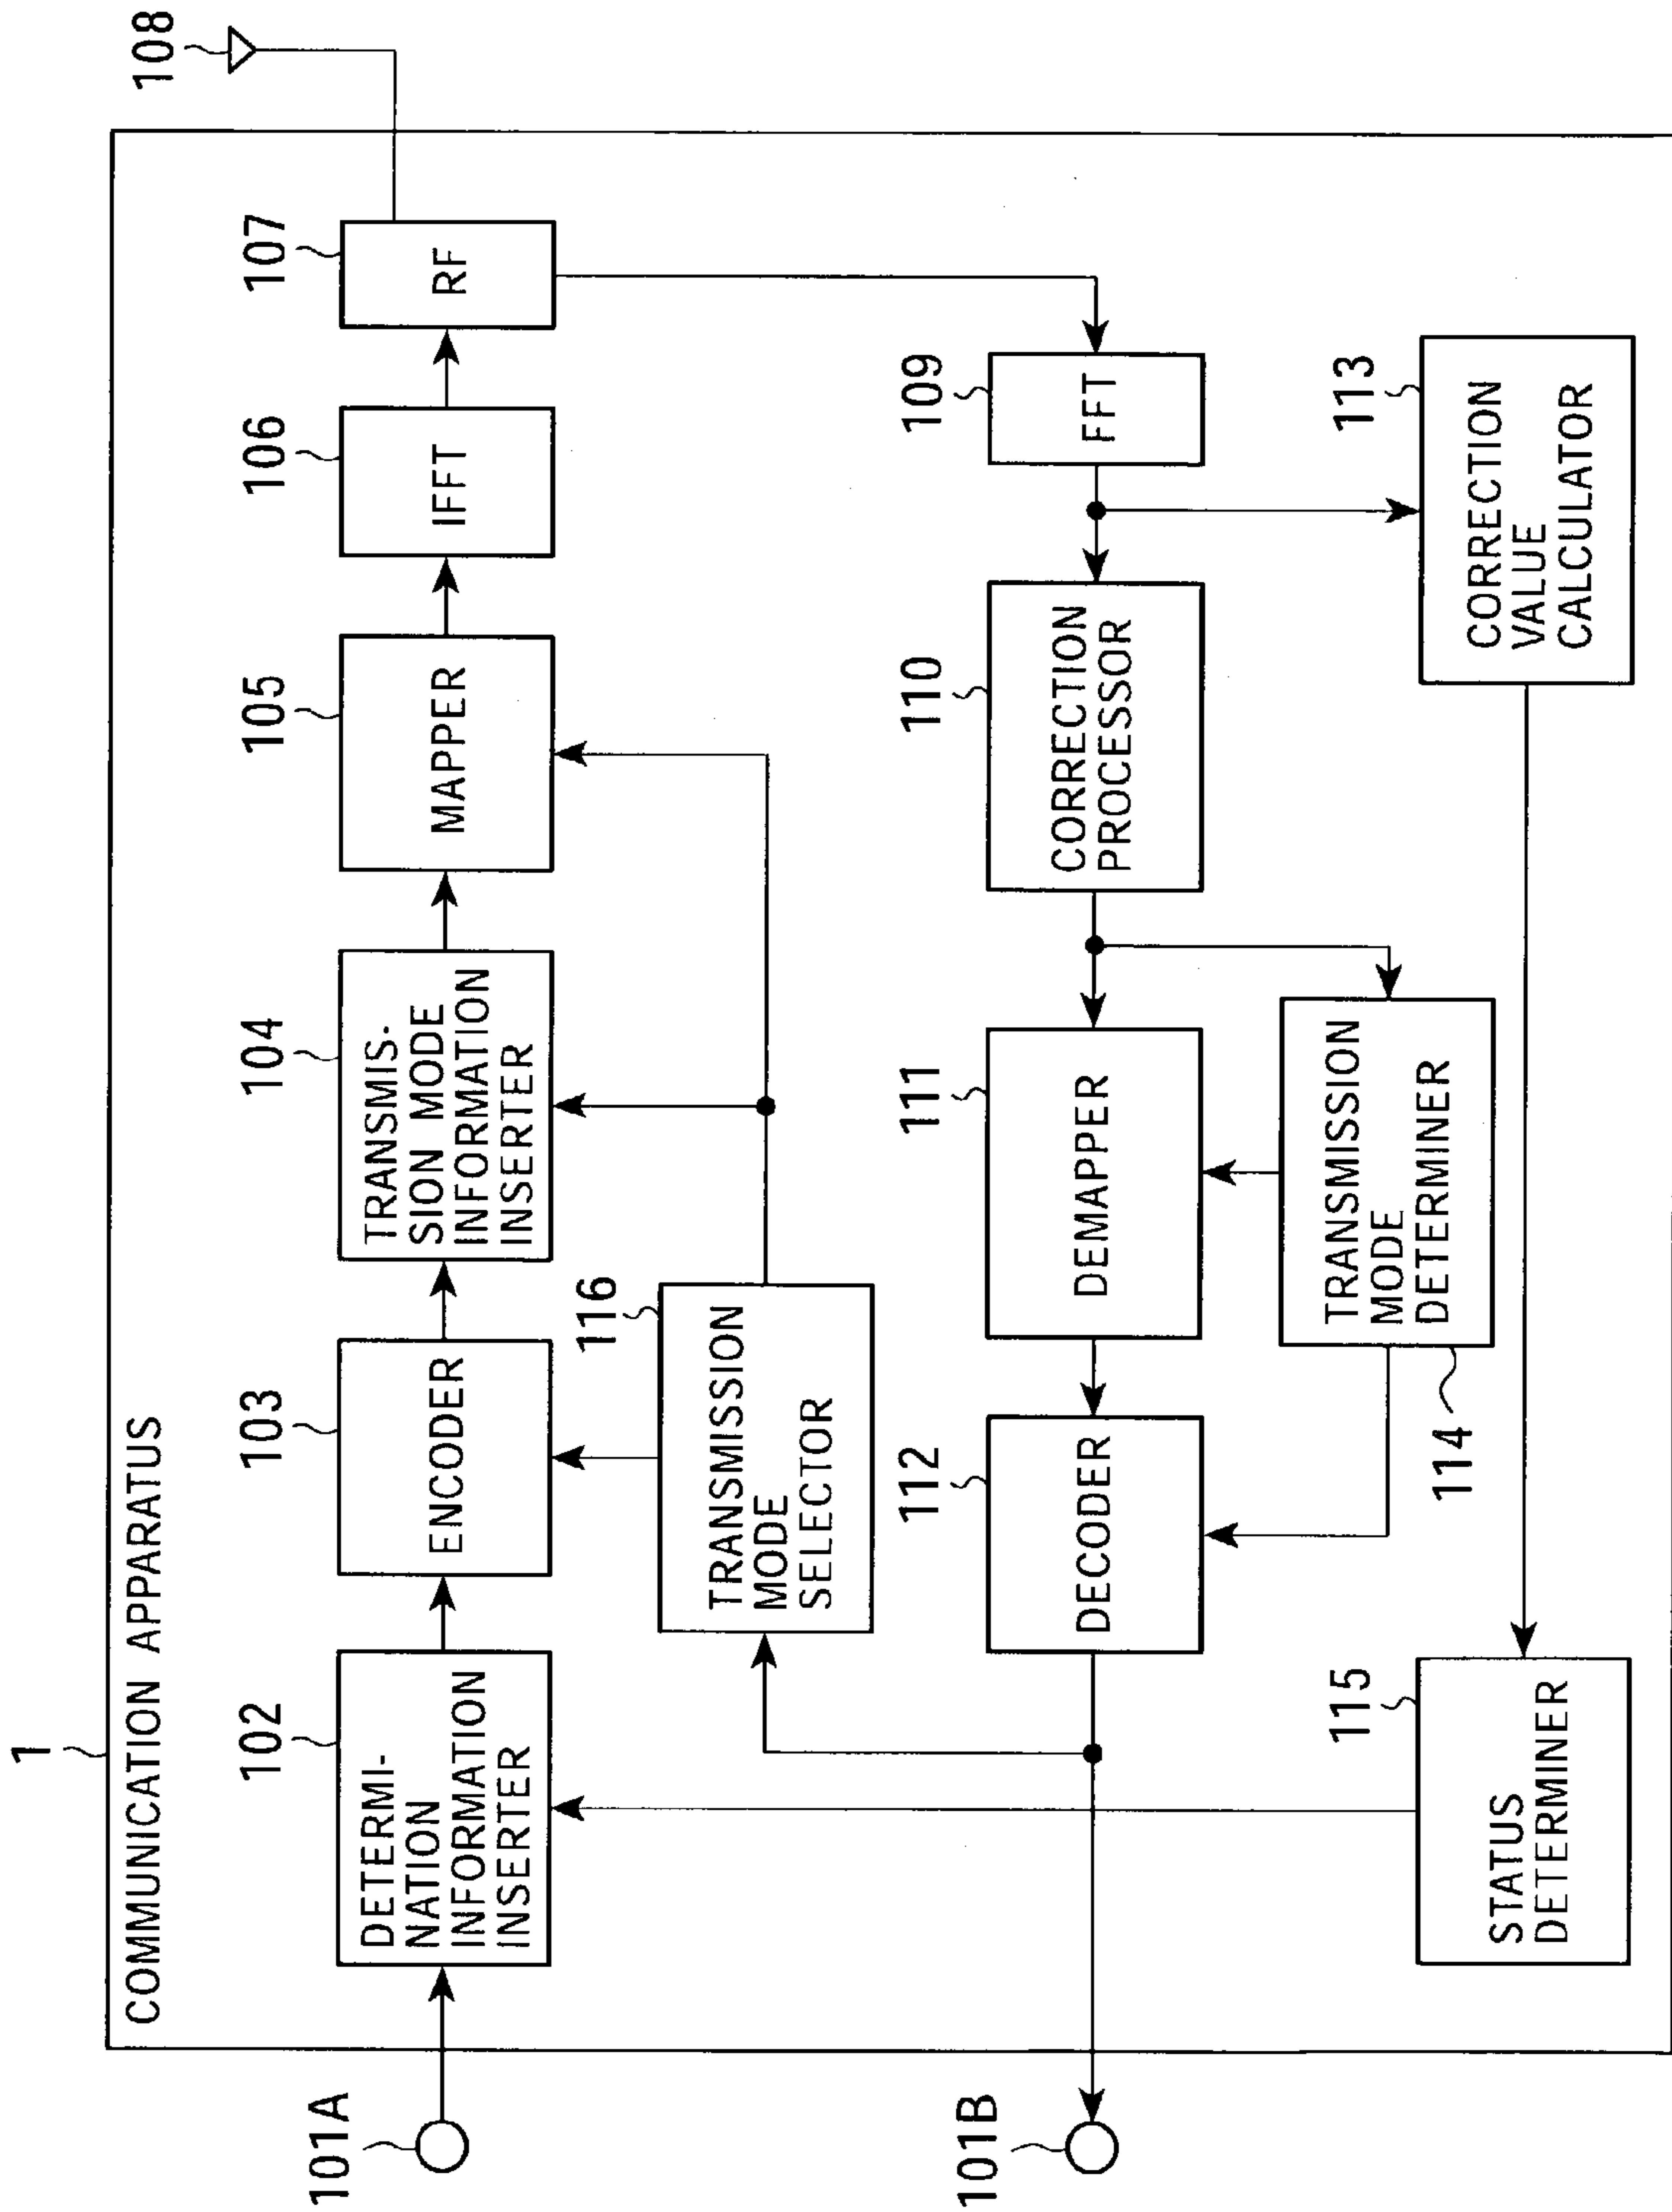 1
COMMUNICATION APPARATUS
108
101A
102
DETERMI-
NATION
INFORMATION
INSERTER
103
ENCODER
104
TRANSMIS-
SION MODE
INFORMATION
INSERTER
105
MAPPER
106
IFFT
107
RF
116
TRANSMISSION
MODE
SELECTOR
101B
112
DECODER
111
DEMAPPER
110
CORRECTION
PROCESSOR
109
FFT
114
TRANSMISSION
MODE
DETERMINER
115
STATUS
DETERMINER
113
CORRECTION
VALUE
CALCULATOR